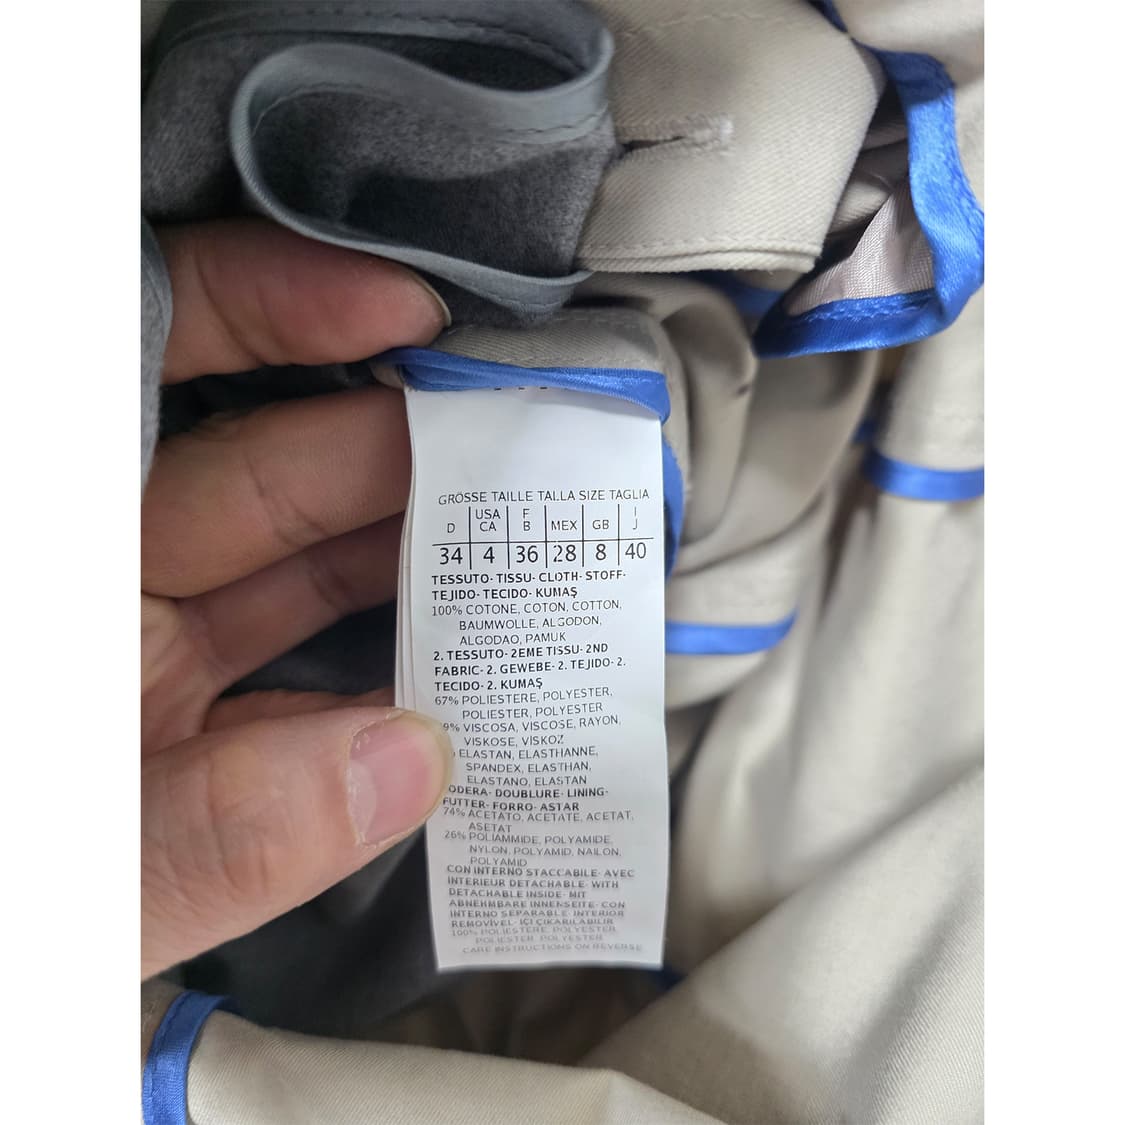 GRÖSSE TAILLE TALLA SIZE TAGLIA
D USA CA F B MEX GB I J
34 4 36 28 8 40
TESSUTO- TISSU- CLOTH- STOFF-
TEJIDO- TECIDO- KUMAŞ
100% COTONE, COTON, COTTON,
BAUMWOLLE, ALGODON,
ALGODAO, PAMUK
2. TESSUTO- 2EME TISSU- 2ND
FABRIC- 2. GEWEBE- 2. TEJIDO- 2.
TECIDO- 2. KUMAŞ
67% POLIESTERE, POLYESTER,
POLIESTER, POLYESTER
9% VISCOSA, VISCOSE, RAYON,
VISKOSE, VİSKOZ
ELASTAN, ELASTHANNE,
SPANDEX, ELASTHAN,
ELASTANO, ELASTAN
ODERA- DOUBLURE- LINING-
FUTTER- FORRO- ASTAR
74% ACETATO, ACETATE, ACETAT,
ASETAT
26% POLIAMMIDE, POLYAMIDE,
NYLON, POLYAMID, NAILON,
POLYAMID
CON INTERNO STACCABILE- AVEC
INTERIEUR DETACHABLE- WITH
DETACHABLE INSIDE- MIT
ABNEHMBARE INNENSEITE- CON
INTERNO SEPARABLE- INTERIOR
REMOVÍVEL- İÇİ ÇIKARILABİLİR
100% POLIESTERE, POLYESTER,
POLIESTER, POLYESTER
CARE INSTRUCTIONS ON REVERSE